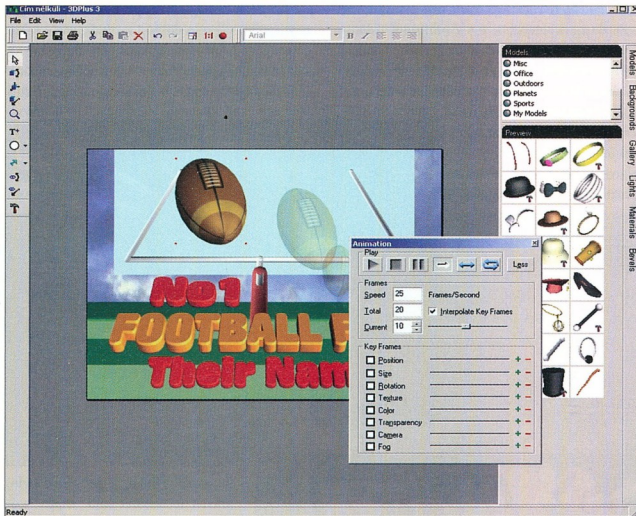 Cím nélküli - 3DPlus 3
File Edit View Help
1:1
Arial
B I
T+
Models
Misc
Office
Outdoors
Planets
Sports
My Models
Preview
Models
Backgrounds
Gallery
Lights
Materials
Bevels
No1
FOOTBALL F
Their Nam
Animation
Play
Less
Frames
Speed 25 Frames/Second
Total 20 Interpolate Key Frames
Current 10
Key Frames
Position
Size
Rotation
Texture
Color
Transparency
Camera
Fog
Ready